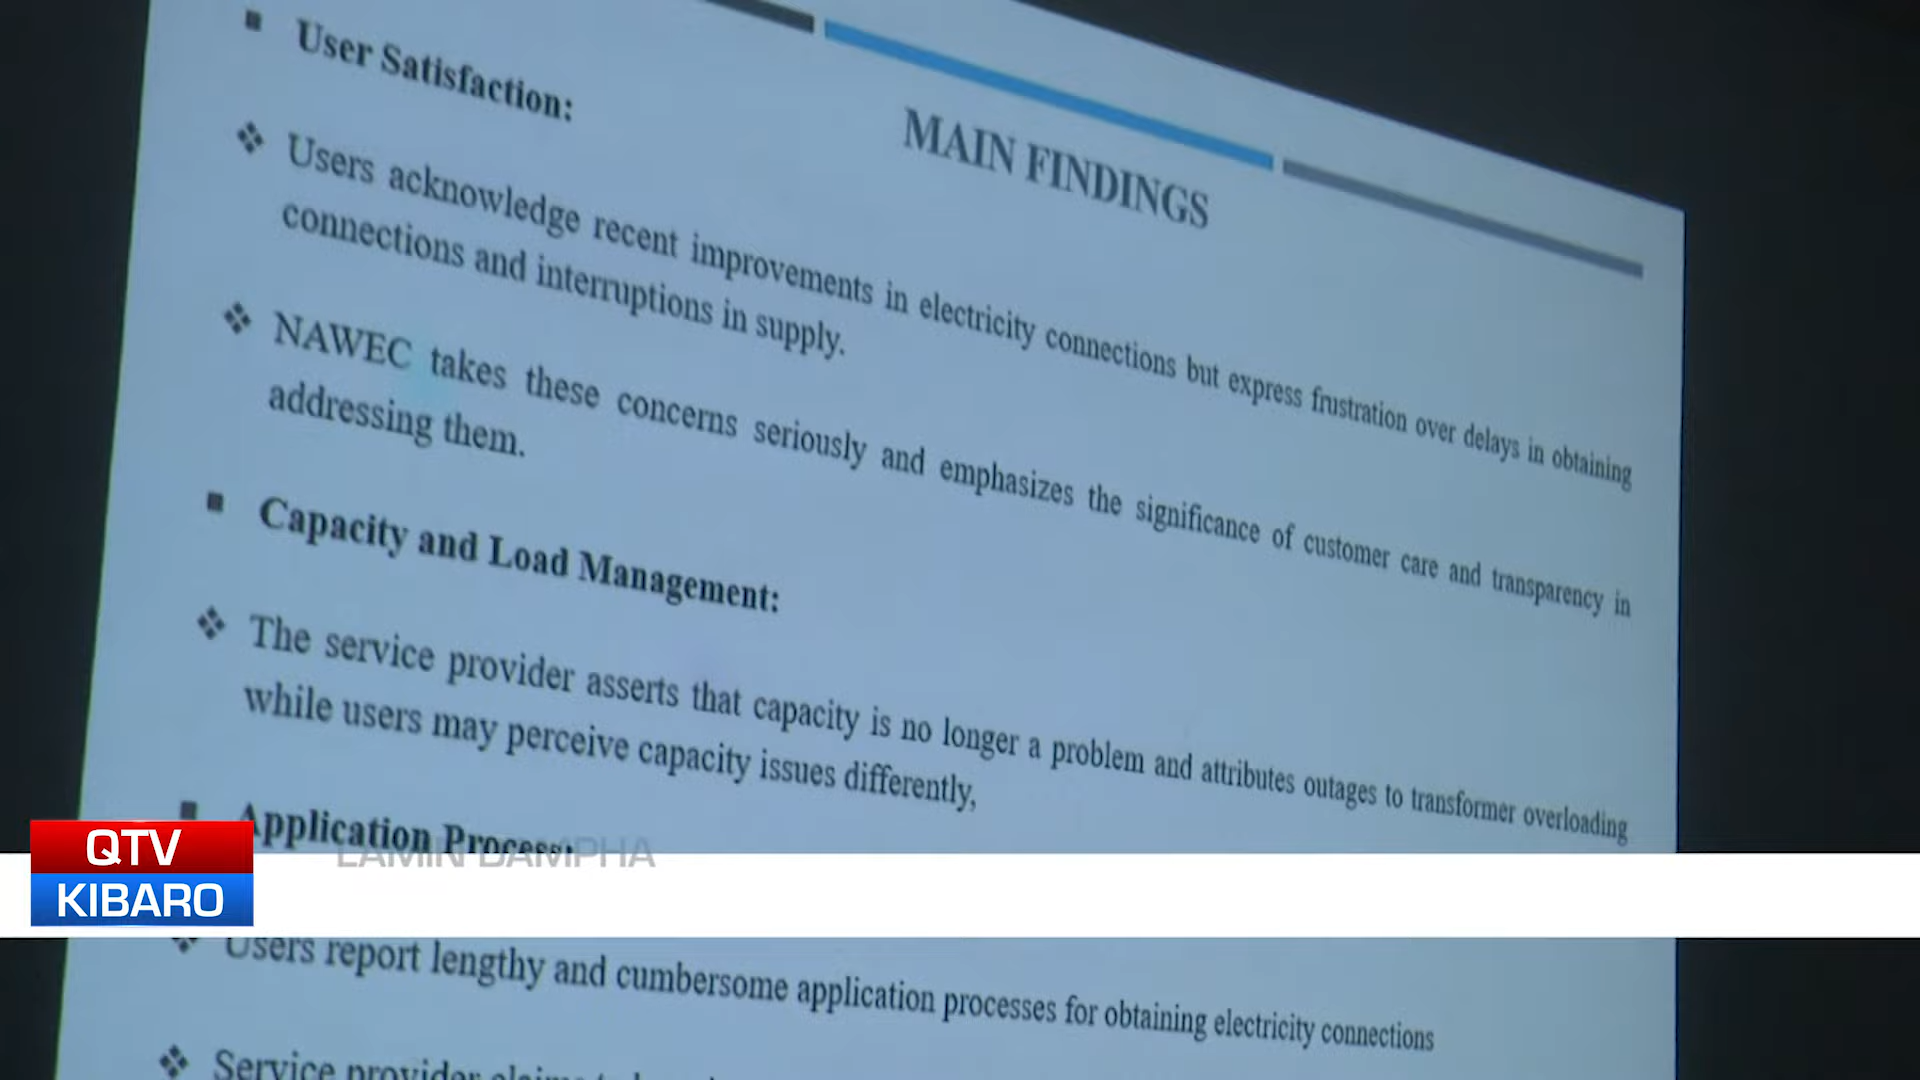 MAIN FINDINGS
User Satisfaction:
Users acknowledge recent improvements in electricity connections but express frustration over delays in obtaining
connections and interruptions in supply.
NAWEC takes these concerns seriously and emphasizes the significance of customer care and transparency in
addressing them.
Capacity and Load Management:
The service provider asserts that capacity is no longer a problem and attributes outages to transformer overloading
while users may perceive capacity issues differently,
Application Process:
LAMIN DAMPHA
QTV
KIBARO
Users report lengthy and cumbersome application processes for obtaining electricity connections
Service provider